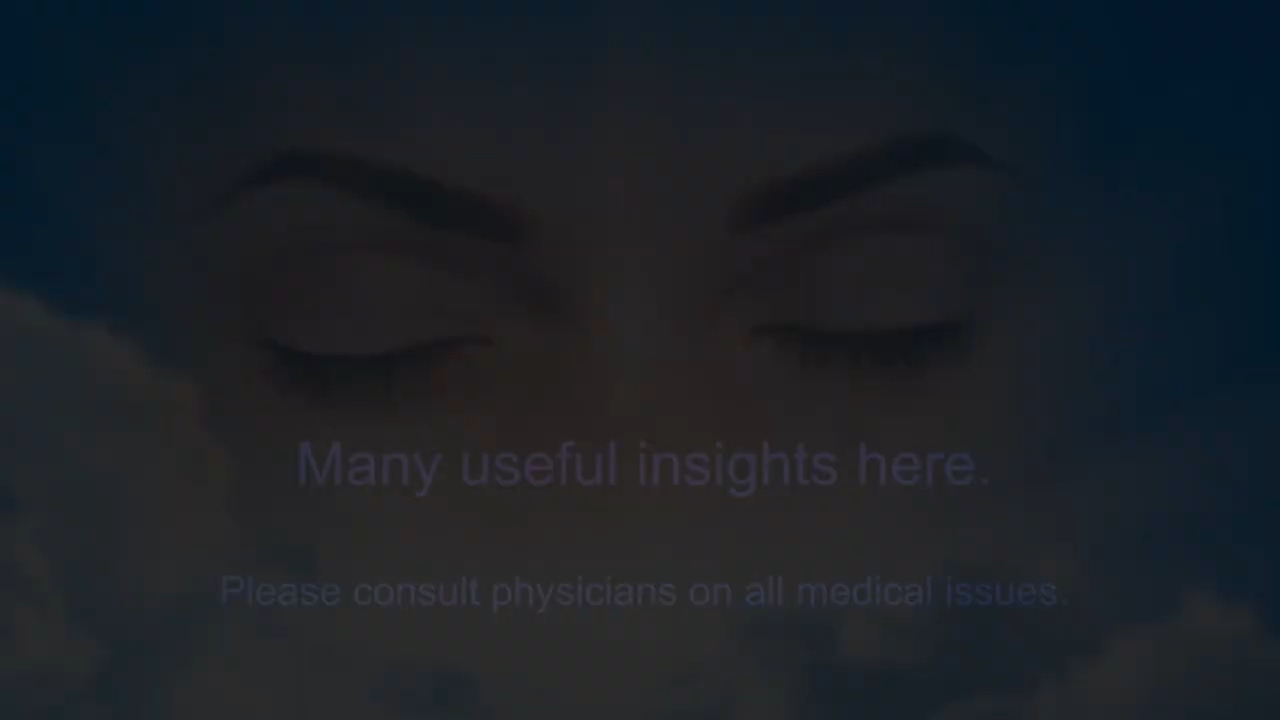 Many useful insights here.
Please consult physicians on all medical issues.